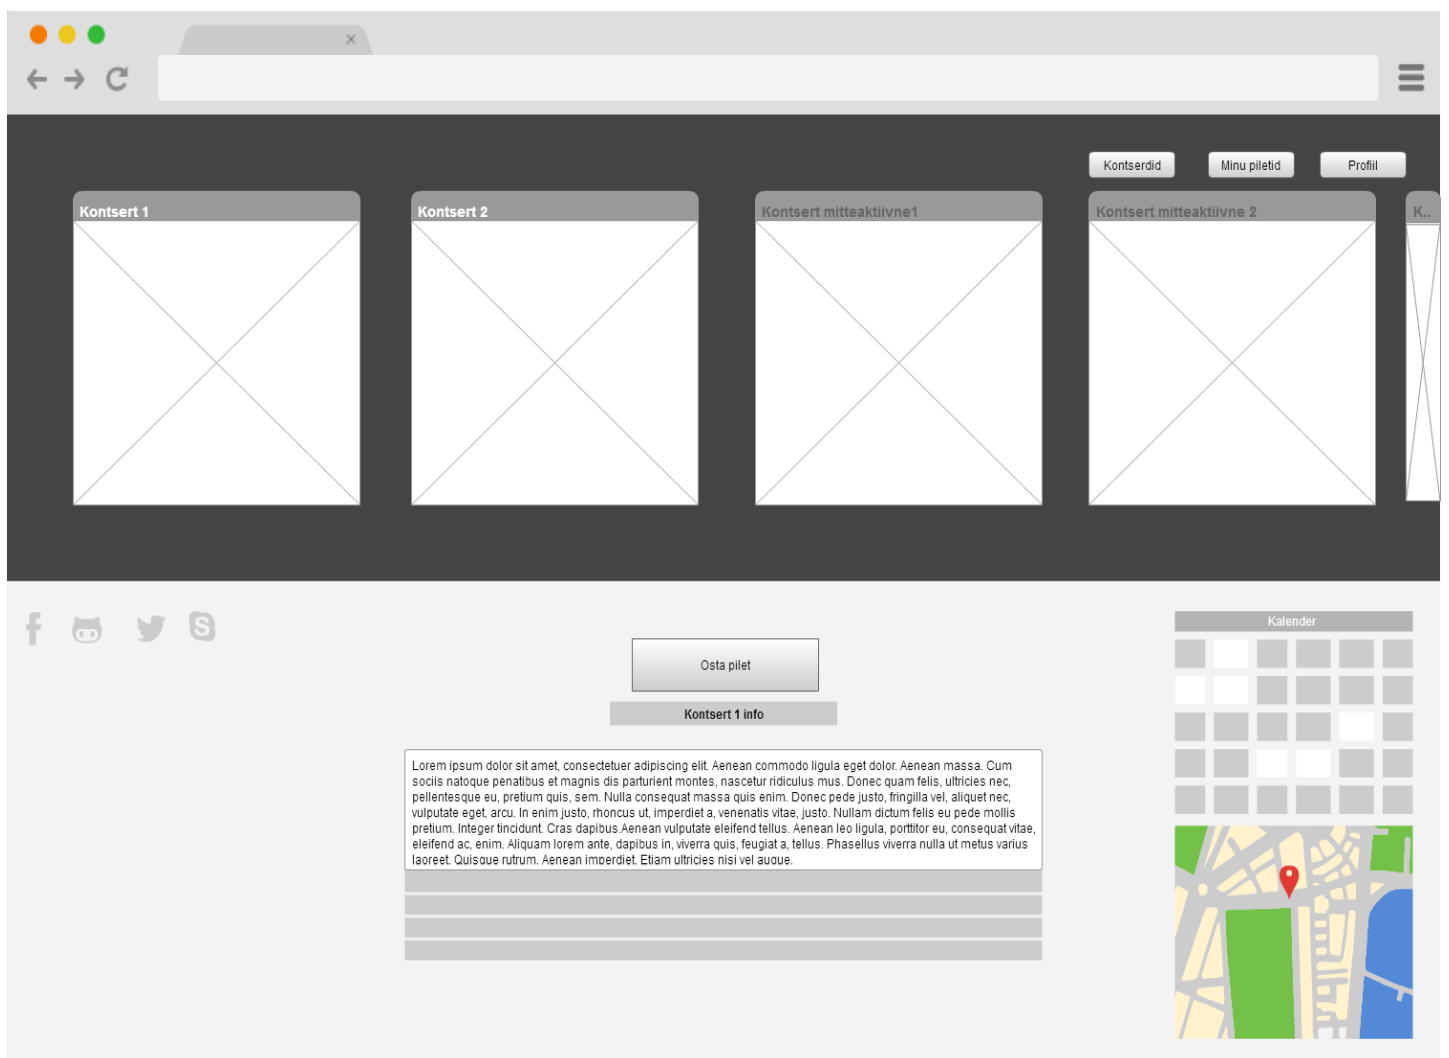 Kontserdid
Minu piletid
Profiil
Kontsert 1
Kontsert 2
Kontsert mitteaktiivne1
Kontsert mitteaktiivne 2
K..
Kalender
Osta pilet
Kontsert 1 info
Lorem ipsum dolor sit amet, consectetuer adipiscing elit. Aenean commodo ligula eget dolor. Aenean massa. Cum
sociis natoque penatibus et magnis dis parturient montes, nascetur ridiculus mus. Donec quam felis, ultricies nec,
pellentesque eu, pretium quis, sem. Nulla consequat massa quis enim. Donec pede justo, fringilla vel, aliquet nec,
vulputate eget, arcu. In enim justo, rhoncus ut, imperdiet a, venenatis vitae, justo. Nullam dictum felis eu pede mollis
pretium. Integer tincidunt. Cras dapibus.Aenean vulputate eleifend tellus. Aenean leo ligula, porttitor eu, consequat vitae,
eleifend ac, enim. Aliquam lorem ante, dapibus in, viverra quis, feugiat a, tellus. Phasellus viverra nulla ut metus varius
laoreet. Quisque rutrum. Aenean imperdiet. Etiam ultricies nisi vel augue.